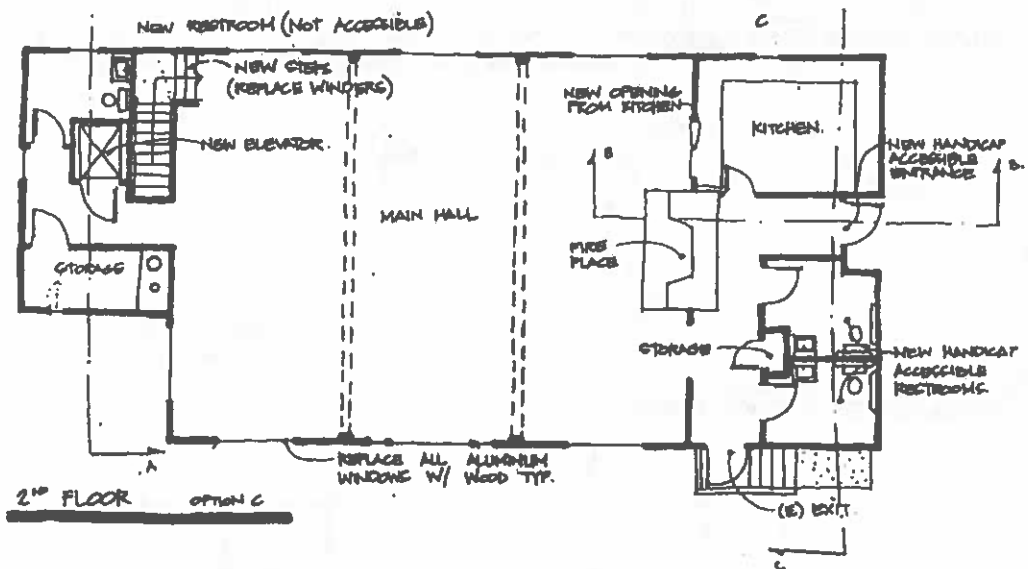 NEW RESTROOM (NOT ACCESSIBLE)
C
NEW STEPS
(REPLACE WINDERS)
NEW OPENING
FROM KITCHEN
KITCHEN.
NEW ELEVATOR.
B
NEW HANDICAP
ACCESSIBLE
ENTRANCE
B.
MAIN HALL
FIRE
PLACE
STORAGE
STORAGE
NEW HANDICAP
ACCESSIBLE
RESTROOMS.
A
REPLACE ALL ALUMINUM
WINDOWS W/ WOOD TYP.
2ND FLOOR OPTION C
(E) EXIT
C